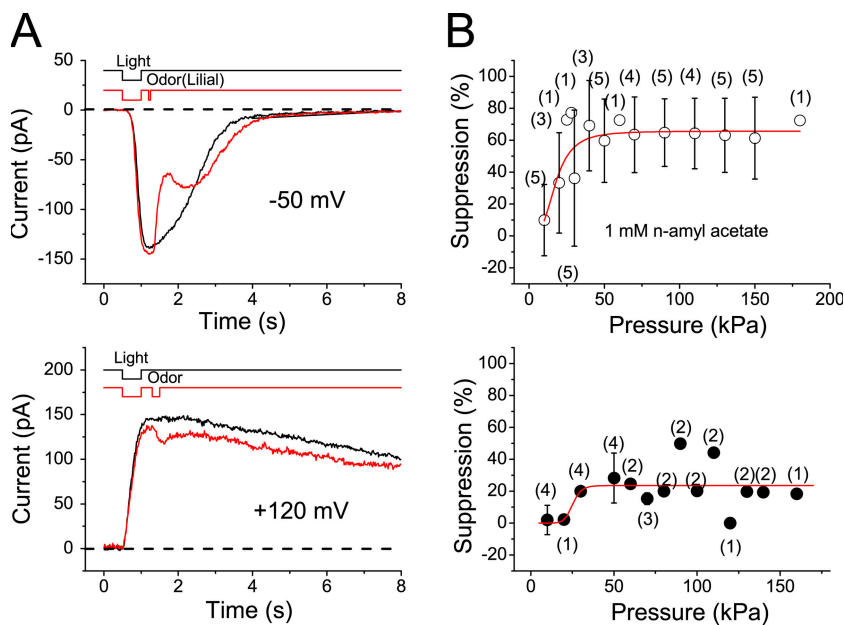 A
50
0
-50
-100
-150
Current (pA)
Light
Odor(Lilial)
-50 mV
0 2 4 6 8
Time (s)
B
100
80
60
40
20
0
-20
Suppression (%)
(5)
(3)
(1)
(1)
(3)
(5)
(1)
(4)
(5)
(4)
(5)
(5)
(1)
(5)
1 mM n-amyl acetate
0 50 100 150 200
Pressure (kPa)
200
150
100
50
0
Current (pA)
Light
Odor
+120 mV
0 2 4 6 8
Time (s)
100
80
60
40
20
0
-20
Suppression (%)
(4)
(1)
(4)
(4)
(2)
(3)
(2)
(2)
(2)
(2)
(1)
(2)
(2)
(1)
0 50 100 150
Pressure (kPa)